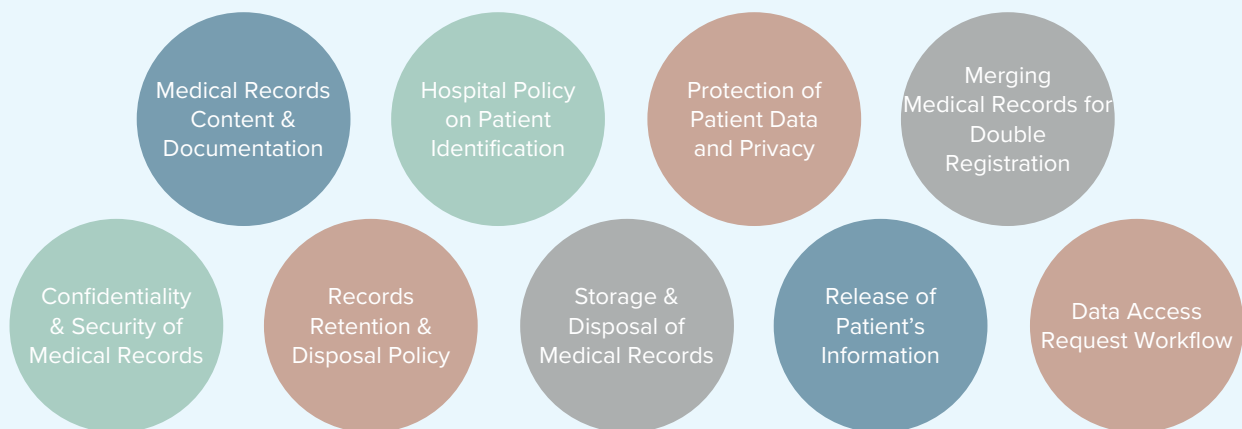 Medical Records
Content &
Documentation
Hospital Policy
on Patient
Identification
Protection of
Patient Data
and Privacy
Merging
Medical Records for
Double
Registration
Confidentiality
& Security of
Medical Records
Records
Retention &
Disposal Policy
Storage &
Disposal of
Medical Records
Release of
Patient’s
Information
Data Access
Request Workflow